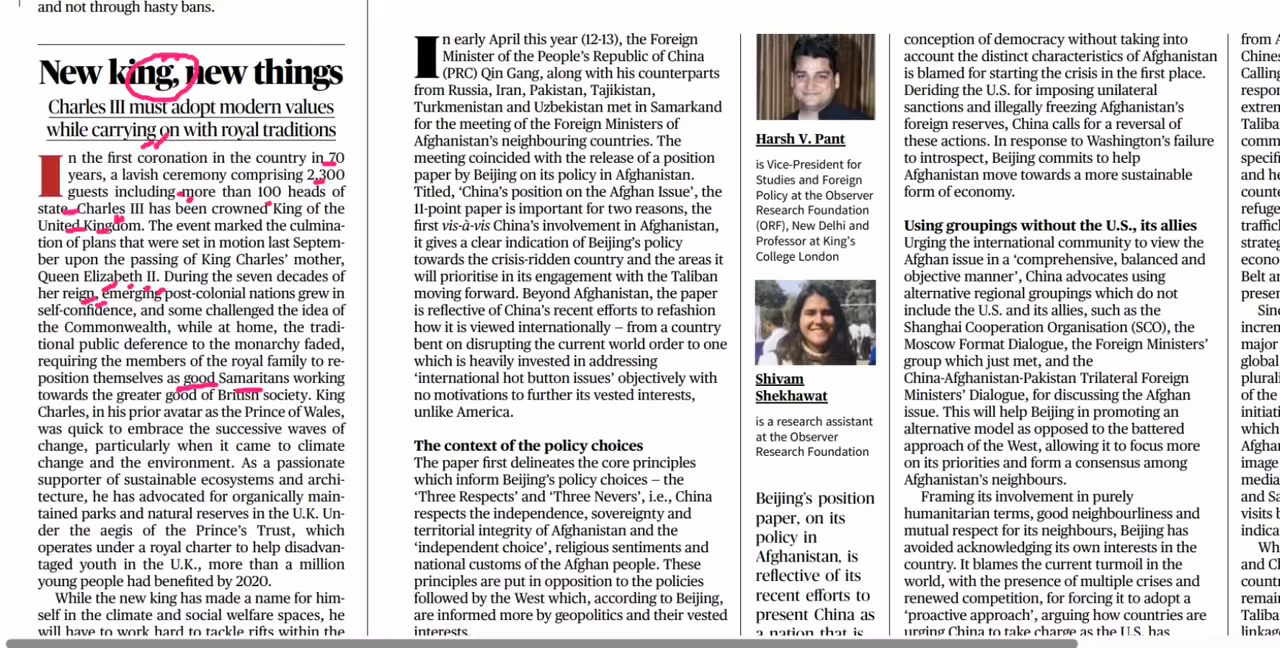 and not through hasty bans.
New king, new things
Charles III must adopt modern values
while carrying on with royal traditions
In the first coronation in the country in 70
years, a lavish ceremony comprising 2,300
guests including more than 100 heads of
state, Charles III has been crowned King of the
United Kingdom. The event marked the culmina-
tion of plans that were set in motion last Septem-
ber upon the passing of King Charles' mother,
Queen Elizabeth II. During the seven decades of
her reign, emerging post-colonial nations grew in
self-confidence, and some challenged the idea of
the Commonwealth, while at home, the tradi-
tional public deference to the monarchy faded,
requiring the members of the royal family to re-
position themselves as good Samaritans working
towards the greater good of British society. King
Charles, in his prior avatar as the Prince of Wales,
was quick to embrace the successive waves of
change, particularly when it came to climate
change and the environment. As a passionate
supporter of sustainable ecosystems and archi-
tecture, he has advocated for organically main-
tained parks and natural reserves in the U.K. Un-
der the aegis of the Prince's Trust, which
operates under a royal charter to help disadvan-
taged youth in the U.K., more than a million
young people had benefited by 2020.
While the new king has made a name for him-
self in the climate and social welfare spaces, he
will have to work hard to tackle rifts within the
In early April this year (12-13), the Foreign
Minister of the People's Republic of China
(PRC) Qin Gang, along with his counterparts
from Russia, Iran, Pakistan, Tajikistan,
Turkmenistan and Uzbekistan met in Samarkand
for the meeting of the Foreign Ministers of
Afghanistan's neighbouring countries. The
meeting coincided with the release of a position
paper by Beijing on its policy in Afghanistan.
Titled, 'China's position on the Afghan Issue', the
11-point paper is important for two reasons, the
first vis-à-vis China's involvement in Afghanistan,
it gives a clear indication of Beijing's policy
towards the crisis-ridden country and the areas it
will prioritise in its engagement with the Taliban
moving forward. Beyond Afghanistan, the paper
is reflective of China's recent efforts to refashion
how it is viewed internationally – from a country
bent on disrupting the current world order to one
which is heavily invested in addressing
'international hot button issues' objectively with
no motivations to further its vested interests,
unlike America.
The context of the policy choices
The paper first delineates the core principles
which inform Beijing's policy choices – the
'Three Respects' and 'Three Nevers', i.e., China
respects the independence, sovereignty and
territorial integrity of Afghanistan and the
'independent choice', religious sentiments and
national customs of the Afghan people. These
principles are put in opposition to the policies
followed by the West which, according to Beijing,
are informed more by geopolitics and their vested
interests.
Harsh V. Pant
is Vice-President for
Studies and Foreign
Policy at the Observer
Research Foundation
(ORF), New Delhi and
Professor at King's
College London
Shivam
Shekhawat
is a research assistant
at the Observer
Research Foundation
Beijing's position
paper, on its
policy in
Afghanistan, is
reflective of its
recent efforts to
present China as
a nation that is
conception of democracy without taking into
account the distinct characteristics of Afghanistan
is blamed for starting the crisis in the first place.
Deriding the U.S. for imposing unilateral
sanctions and illegally freezing Afghanistan's
foreign reserves, China calls for a reversal of
these actions. In response to Washington's failure
to introspect, Beijing commits to help
Afghanistan move towards a more sustainable
form of economy.
Using groupings without the U.S., its allies
Urging the international community to view the
Afghan issue in a 'comprehensive, balanced and
objective manner', China advocates using
alternative regional groupings which do not
include the U.S. and its allies, such as the
Shanghai Cooperation Organisation (SCO), the
Moscow Format Dialogue, the Foreign Ministers'
group which just met, and the
China-Afghanistan-Pakistan Trilateral Foreign
Ministers' Dialogue, for discussing the Afghan
issue. This will help Beijing in promoting an
alternative model as opposed to the battered
approach of the West, allowing it to focus more
on its priorities and form a consensus among
Afghanistan's neighbours.
Framing its involvement in purely
humanitarian terms, good neighbourliness and
mutual respect for its neighbours, Beijing has
avoided acknowledging its own interests in the
country. It blames the current turmoil in the
world, with the presence of multiple crises and
renewed competition, for forcing it to adopt a
'proactive approach', arguing how countries are
urging China to take charge as the U.S. has